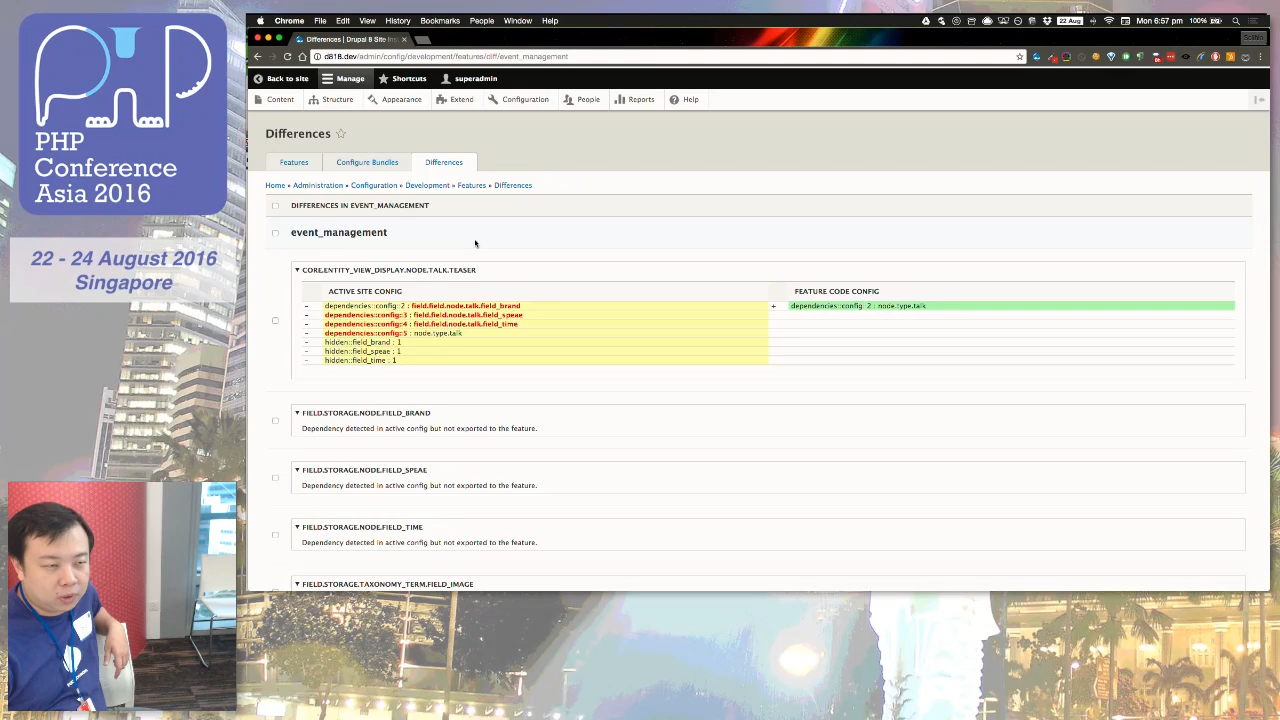 PHP
Conference
Asia 2016
22 - 24 August 2016
Singapore
Chrome File Edit View History Bookmarks People Window Help
22 Aug Mon 6:57 pm 100%
Differences | Drupal 8 Site Ins
d818.dev/admin/config/development/features/diff/event_management
Back to site Manage Shortcuts superadmin
Content Structure Appearance Extend Configuration People Reports Help
Differences
Features Configure Bundles Differences
Home » Administration » Configuration » Development » Features » Differences
DIFFERENCES IN EVENT_MANAGEMENT
event_management
▼ CORE.ENTITY_VIEW_DISPLAY.NODE.TALK.TEASER
ACTIVE SITE CONFIG FEATURE CODE CONFIG
- dependencies::config::2 : field.field.node.talk.field_brand + dependencies::config::2 : node.type.talk
- dependencies::config::3 : field.field.node.talk.field_speae
- dependencies::config::4 : field.field.node.talk.field_time
- dependencies::config::5 : node.type.talk
- hidden::field_brand : 1
- hidden::field_speae : 1
- hidden::field_time : 1
▼ FIELD.STORAGE.NODE.FIELD_BRAND
Dependency detected in active config but not exported to the feature.
▼ FIELD.STORAGE.NODE.FIELD_SPEAE
Dependency detected in active config but not exported to the feature.
▼ FIELD.STORAGE.NODE.FIELD_TIME
Dependency detected in active config but not exported to the feature.
▼ FIELD.STORAGE.TAXONOMY_TERM.FIELD_IMAGE